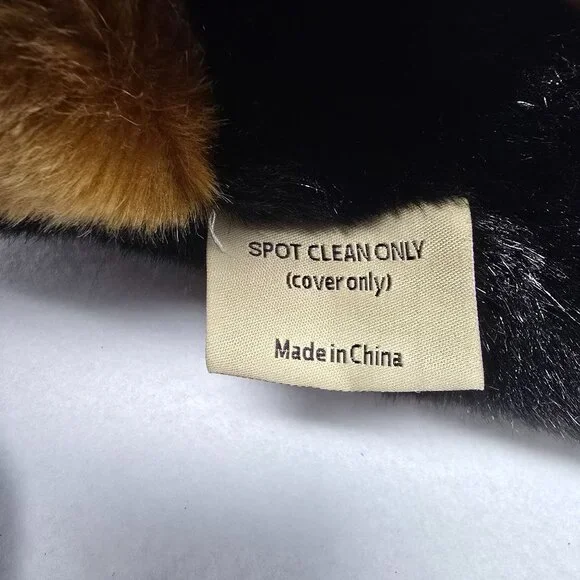 SPOT CLEAN ONLY
(cover only)
Made in China